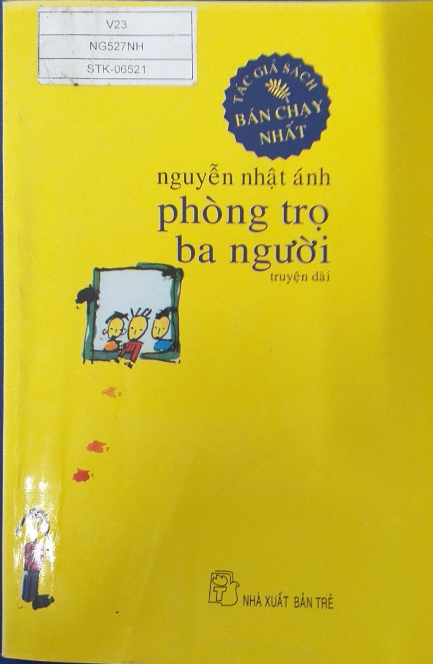 V23
NG527NH
STK-06521
TÁC GIẢ SÁCH
BÁN CHẠY
NHẤT
nguyễn nhật ánh
phòng trọ
ba người
truyện dài
NHÀ XUẤT BẢN TRẺ